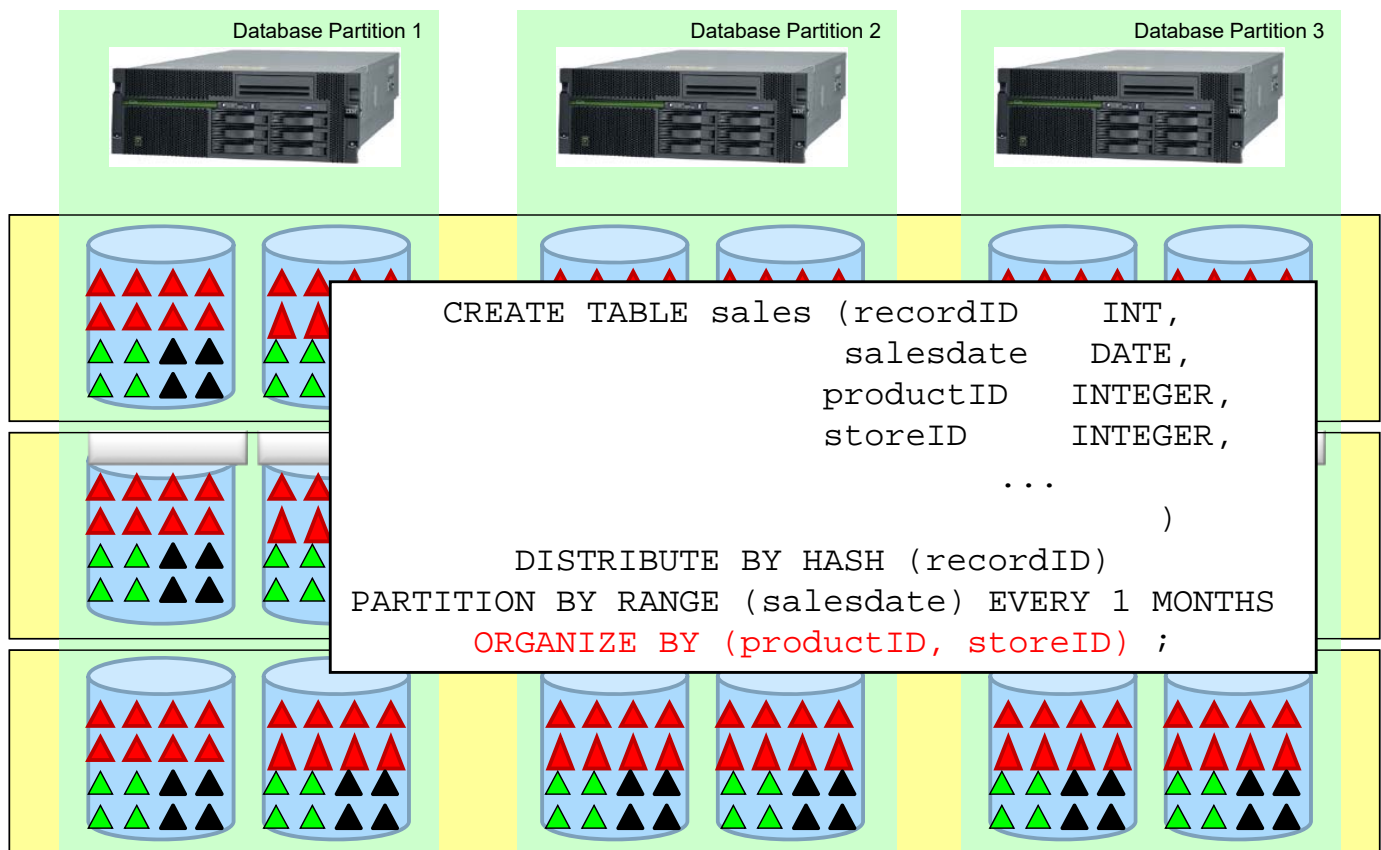 Database Partition 1
Database Partition 2
Database Partition 3
CREATE TABLE sales (recordID INT,
salesdate DATE,
productID INTEGER,
storeID INTEGER,
...
)
DISTRIBUTE BY HASH (recordID)
PARTITION BY RANGE (salesdate) EVERY 1 MONTHS
ORGANIZE BY (productID, storeID) ;